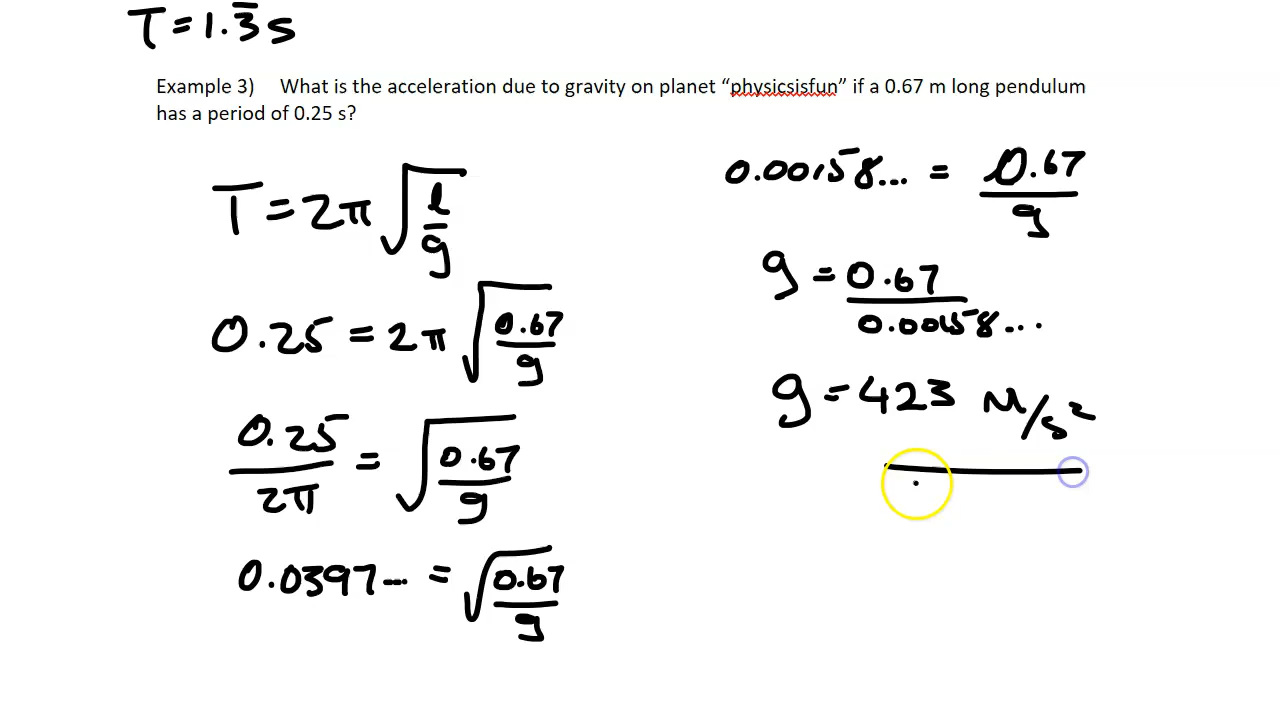 T = 1.3̅ s
Example 3) What is the acceleration due to gravity on planet “physicsisfun” if a 0.67 m long pendulum
has a period of 0.25 s?
T = 2π √(l/g)
0.25 = 2π √(0.67/g)
0.25/2π = √(0.67/g)
0.0397... = √(0.67/g)
0.00158... = 0.67/g
g = 0.67/0.00158...
g = 423 m/s²